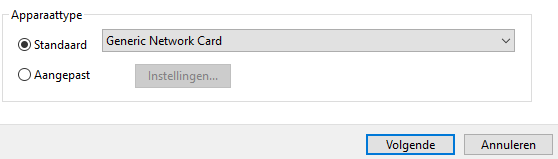 Apparaattype
Standaard Generic Network Card
Aangepast Instellingen...
Volgende Annuleren